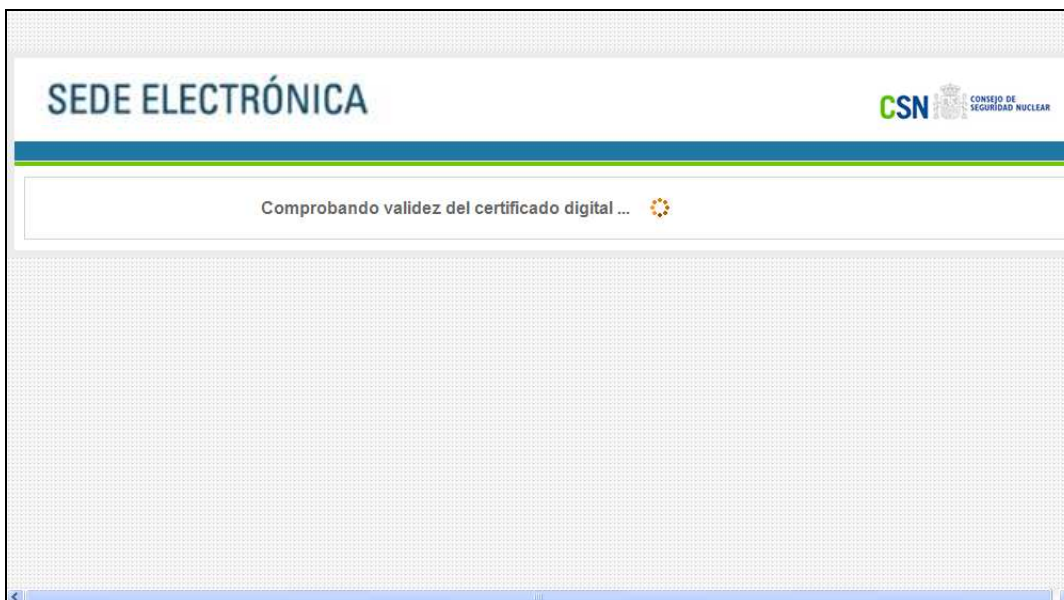 SEDE ELECTRÓNICA
CSN
CONSEJO DE
SEGURIDAD NUCLEAR
Comprobando validez del certificado digital ...